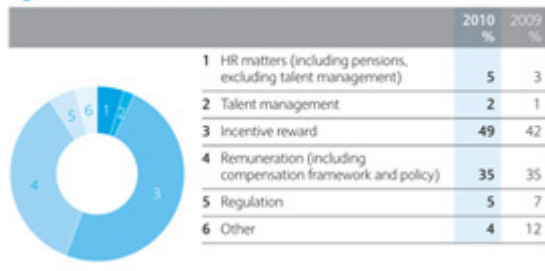 2010 2009
% %
1 HR matters (including pensions,
excluding talent management) 5 3
2 Talent management 2 1
3 Incentive reward 49 42
4 Remuneration (including
compensation framework and policy) 35 35
5 Regulation 5 7
6 Other 4 12
5 6 1 2
4 3